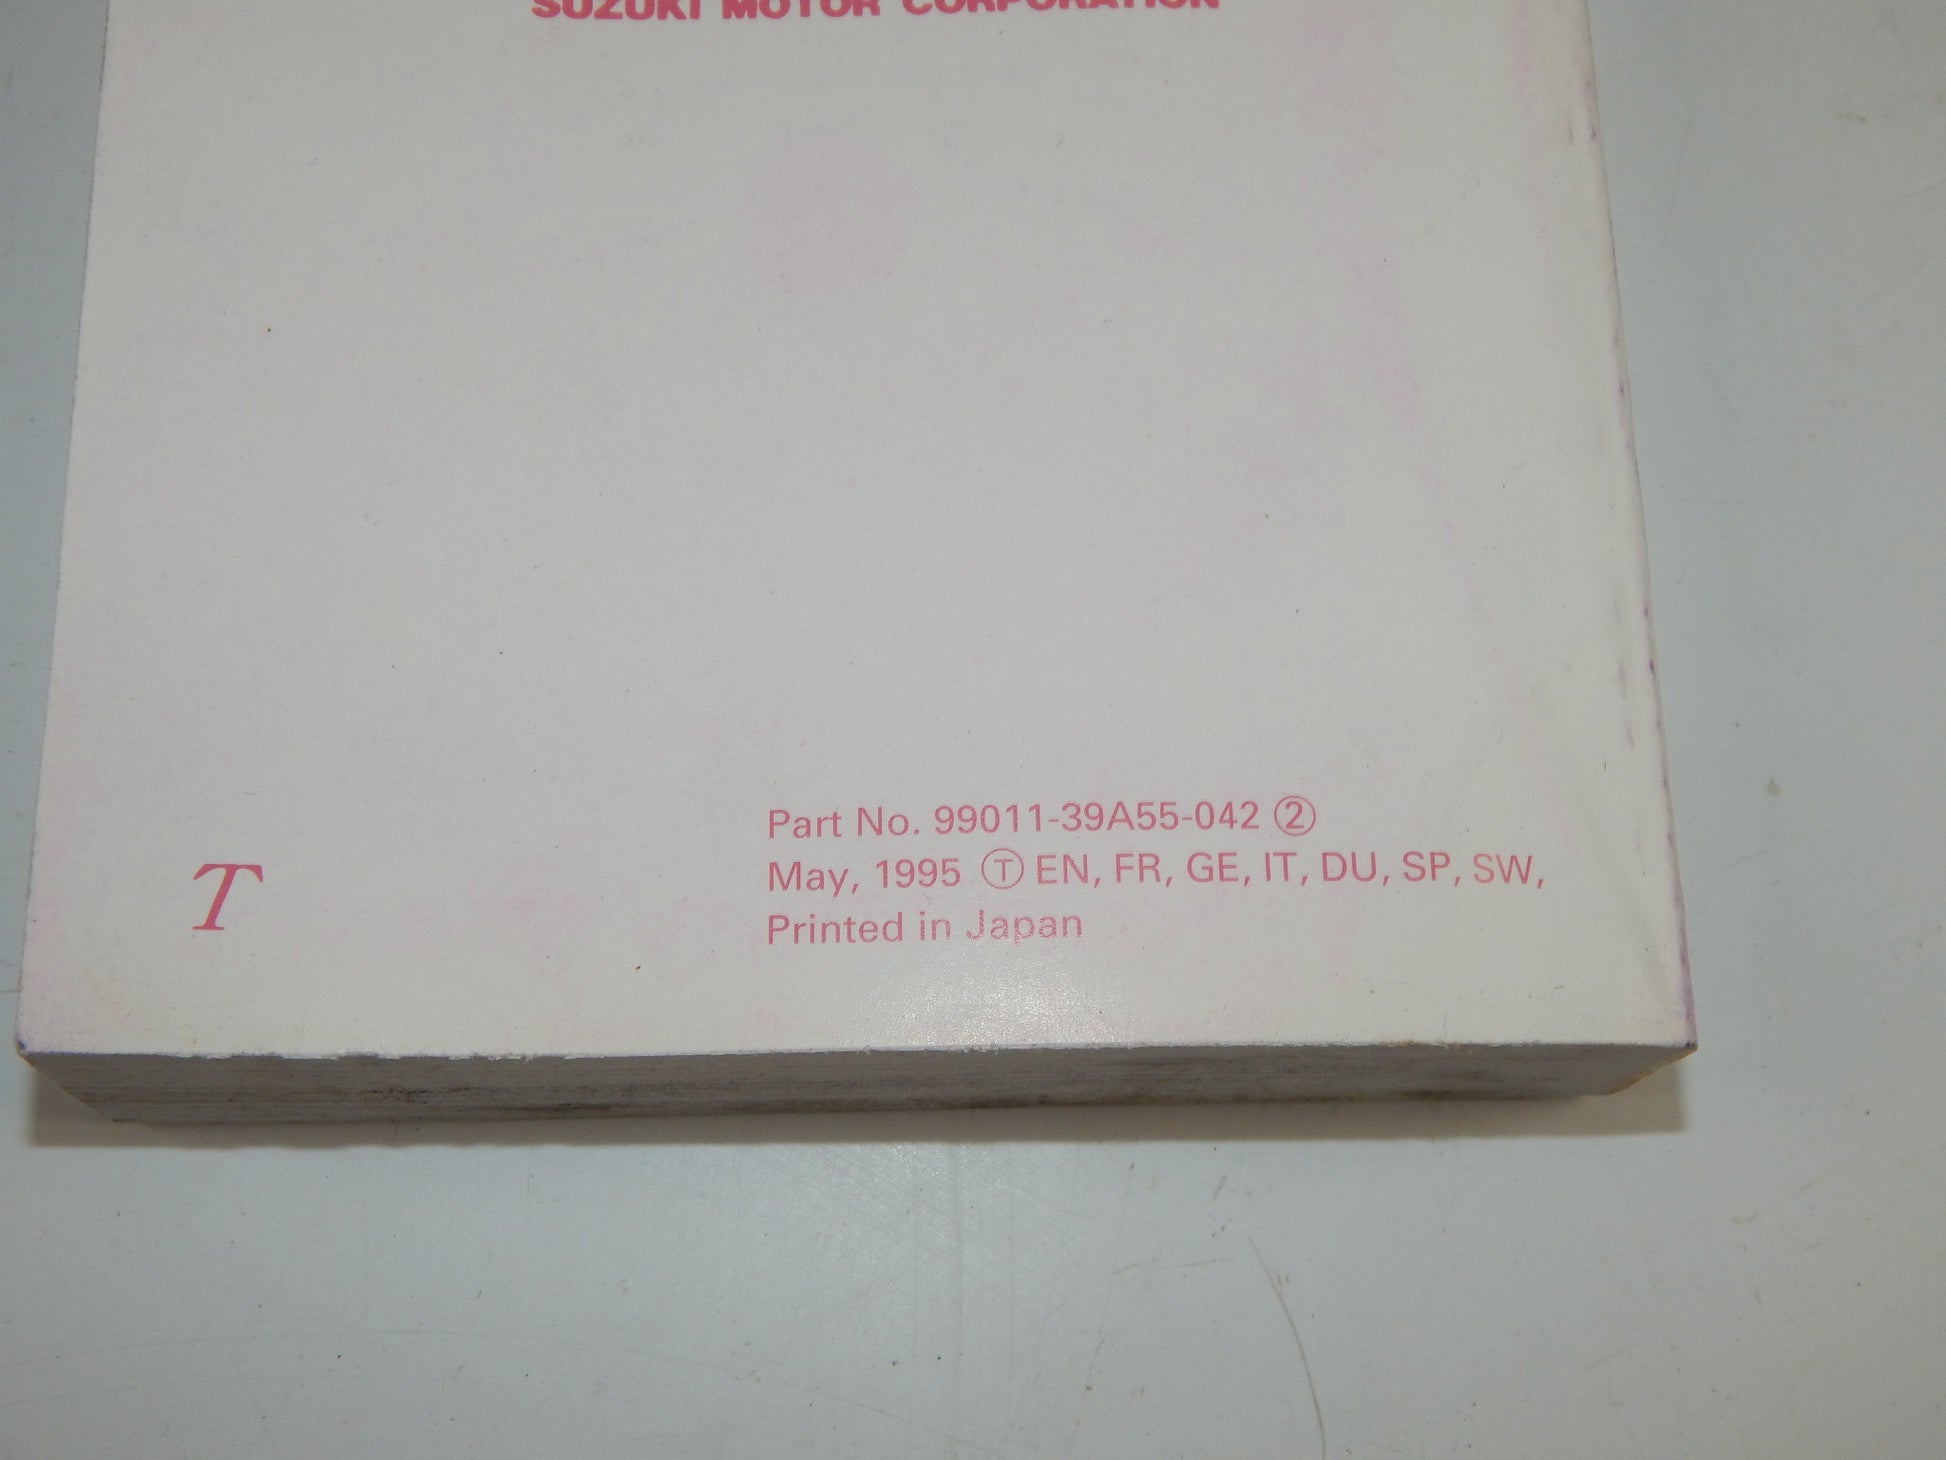 SUZUKI MOTOR CORPORATION
Part No. 99011-39A55-042 ②
May, 1995 Ⓣ EN, FR, GE, IT, DU, SP, SW,
Printed in Japan
T